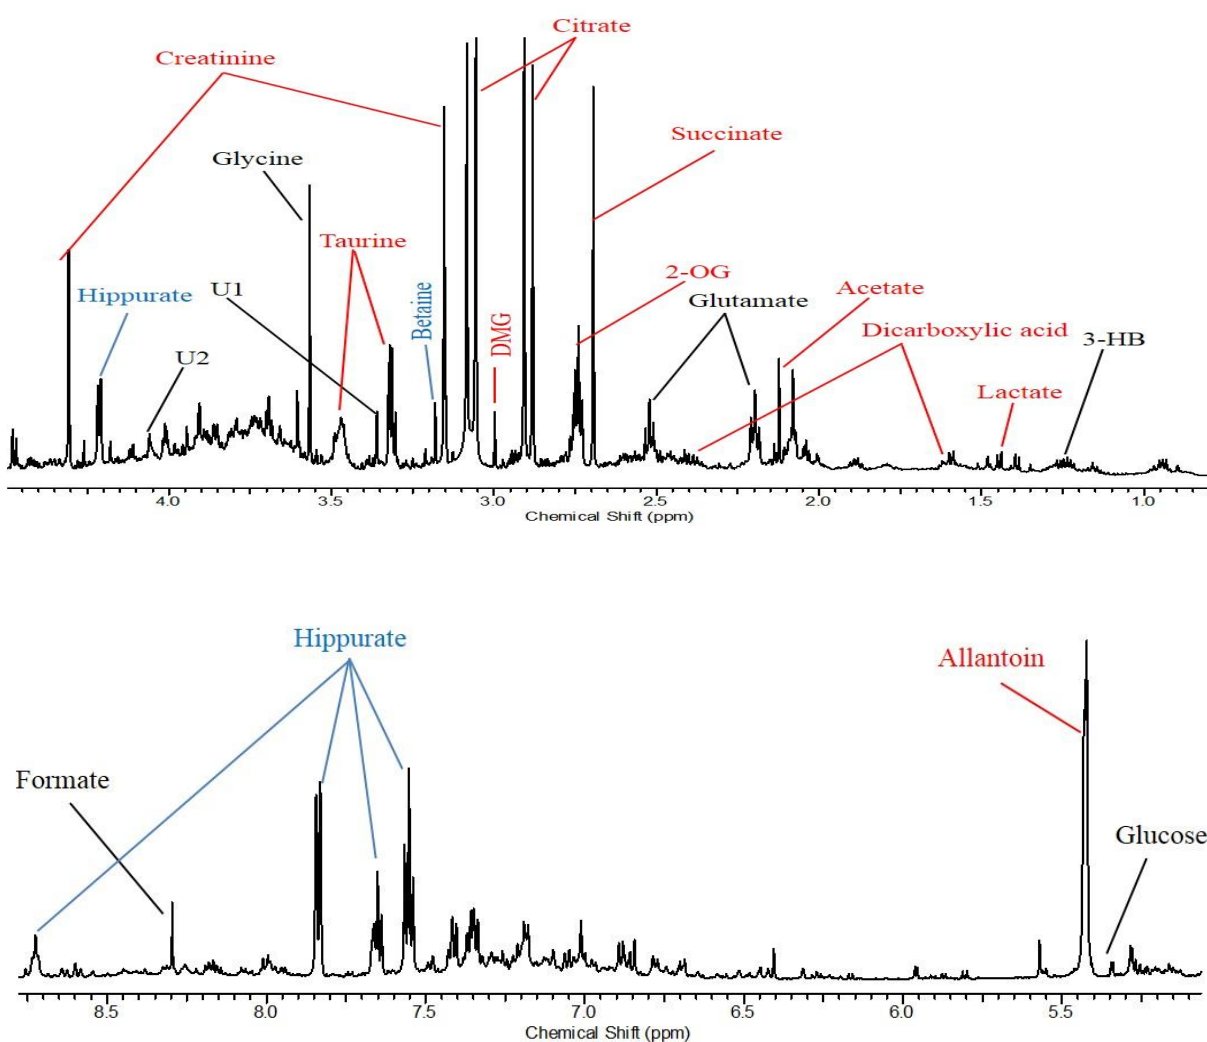 Citrate
Creatinine
Succinate
Glycine
Taurine
2-OG
Hippurate
U1
Betaine
DMG
Glutamate
Acetate
Dicarboxylic acid
3-HB
U2
Lactate
4.0 3.5 3.0 2.5 2.0 1.5 1.0
Chemical Shift (ppm)
Hippurate
Allantoin
Formate
Glucose
8.5 8.0 7.5 7.0 6.5 6.0 5.5
Chemical Shift (ppm)